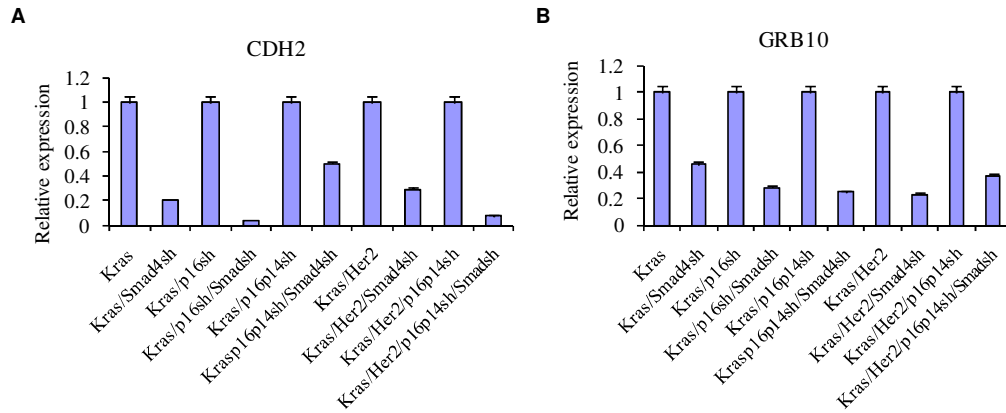 A
CDH2
Relative expression
1.2
1
0.8
0.6
0.4
0.2
0
Kras
Kras/Smad4sh
Kras/p16sh
Kras/p16sh/Smadsh
Kras/p16p14sh
Krasp16p14sh/Smad4sh
Kras/Her2
Kras/Her2/Smad4sh
Kras/Her2/p16p14sh
Kras/Her2/p16p14sh/Smadsh
B
GRB10
Relative expression
1.2
1
0.8
0.6
0.4
0.2
0
Kras
Kras/Smad4sh
Kras/p16sh
Kras/p16sh/Smadsh
Kras/p16p14sh
Krasp16p14sh/Smad4sh
Kras/Her2
Kras/Her2/Smad4sh
Kras/Her2/p16p14sh
Kras/Her2/p16p14sh/Smadsh